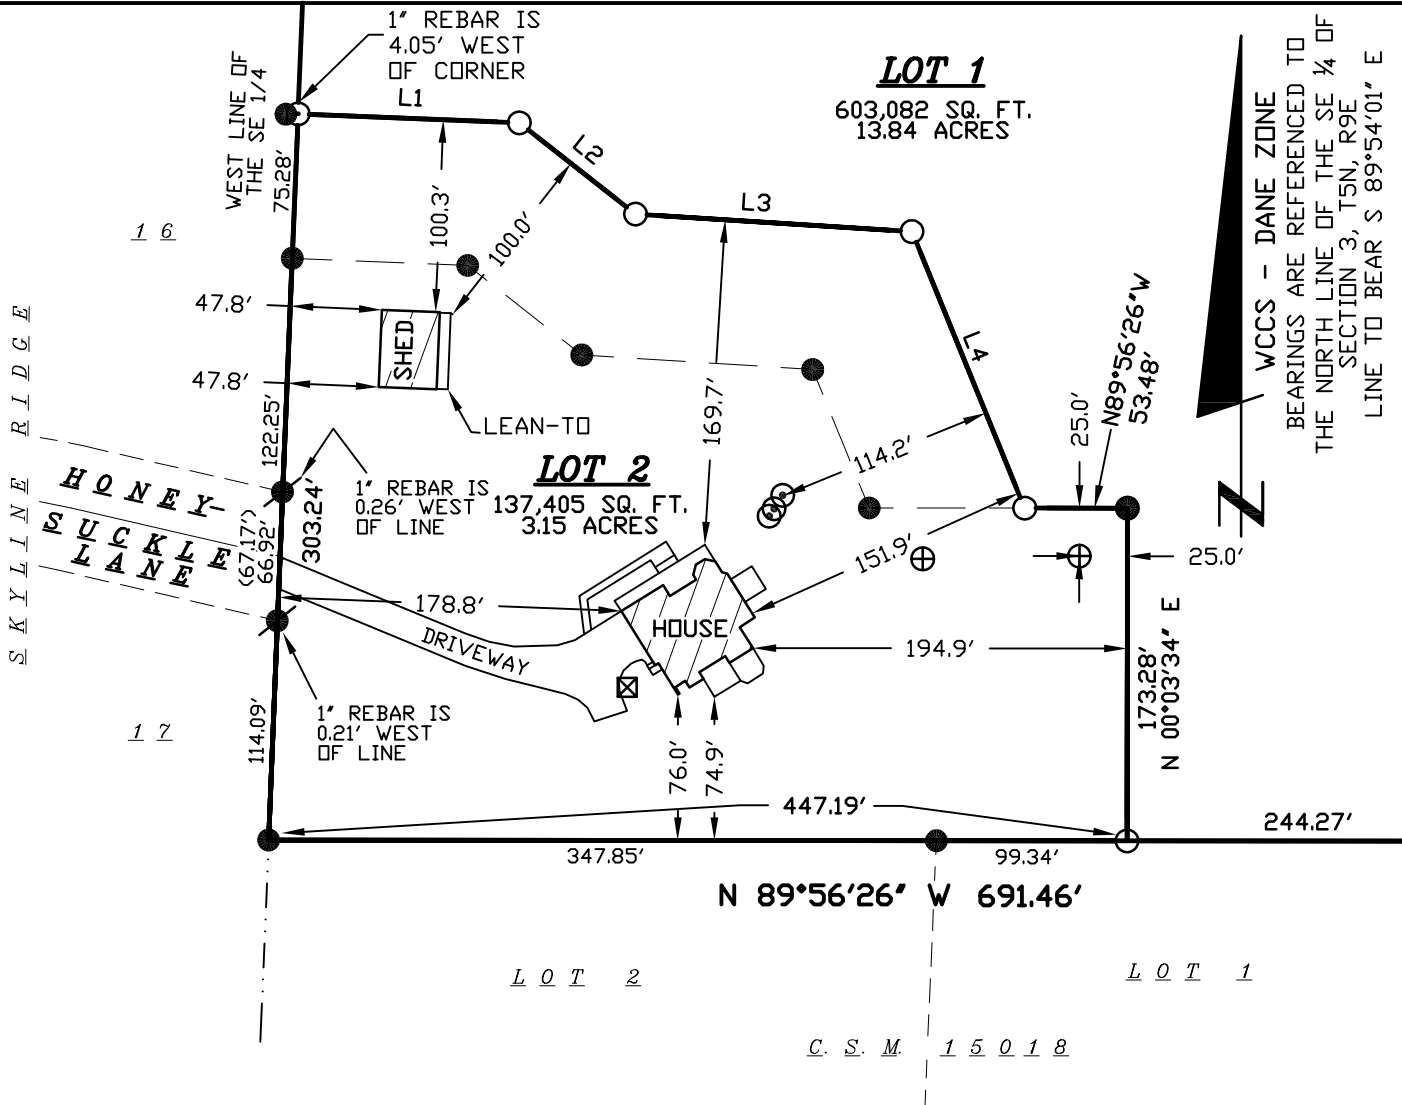 1" REBAR IS
4.05' WEST
OF CORNER
WEST LINE OF
THE SE 1/4
L1
L2
L3
L4
LOT 1
603,082 SQ. FT.
13.84 ACRES
WCCS - DANE ZONE
BEARINGS ARE REFERENCED TO
THE NORTH LINE OF THE SE ¼ OF
SECTION 3, T5N, R9E
LINE TO BEAR S 89°54'01" E
N
75.28'
1 6
100.3'
100.0'
47.8'
SHED
47.8'
LEAN-TO
169.7'
114.2'
25.0'
N89°56'26"W
53.48'
SKYLINE RIDGE
122.25'
303.24'
1" REBAR IS
0.26' WEST
OF LINE
LOT 2
137,405 SQ. FT.
3.15 ACRES
HONEY-
SUCKLE
LANE
(67.17')
66.92'
151.9'
25.0'
178.8'
DRIVEWAY
HOUSE
194.9'
173.28'
N 00°03'34" E
1" REBAR IS
0.21' WEST
OF LINE
1 7
114.09'
76.0'
74.9'
447.19'
244.27'
347.85'
99.34'
N 89°56'26" W 691.46'
LOT 2
LOT 1
C. S. M. 15018